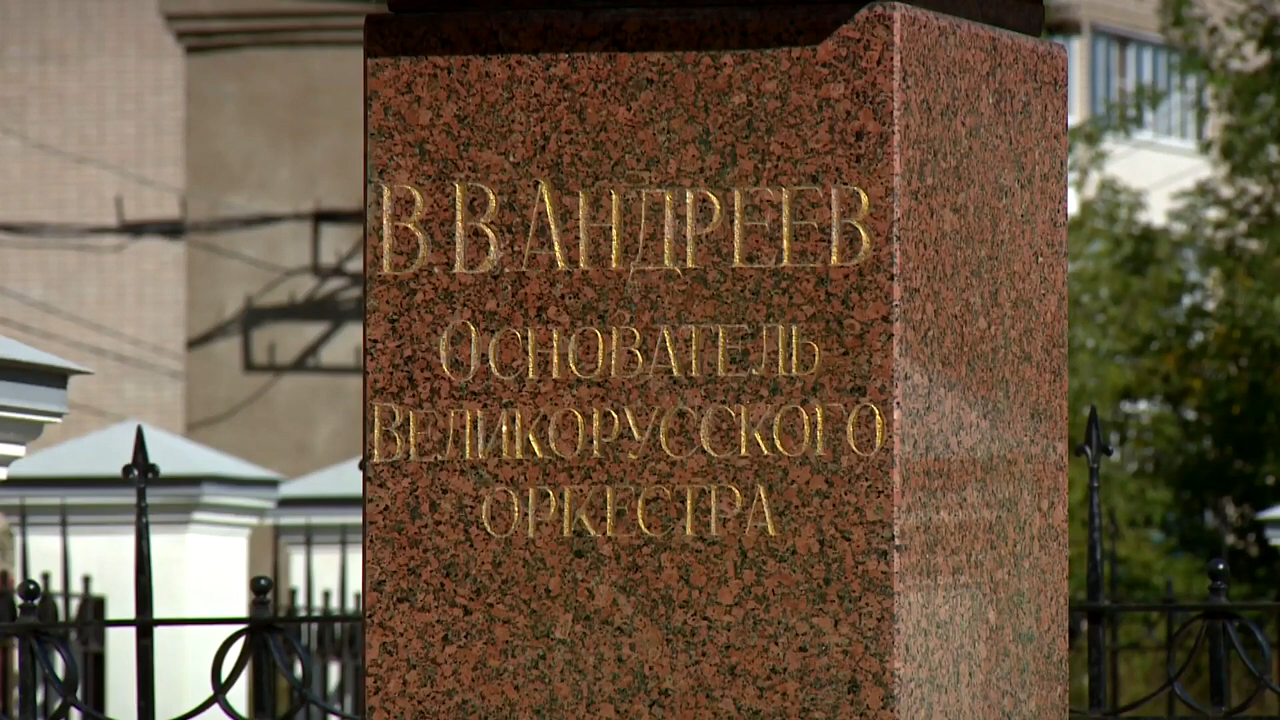 В.В.Андреев
Основатель
Великорусского
оркестра